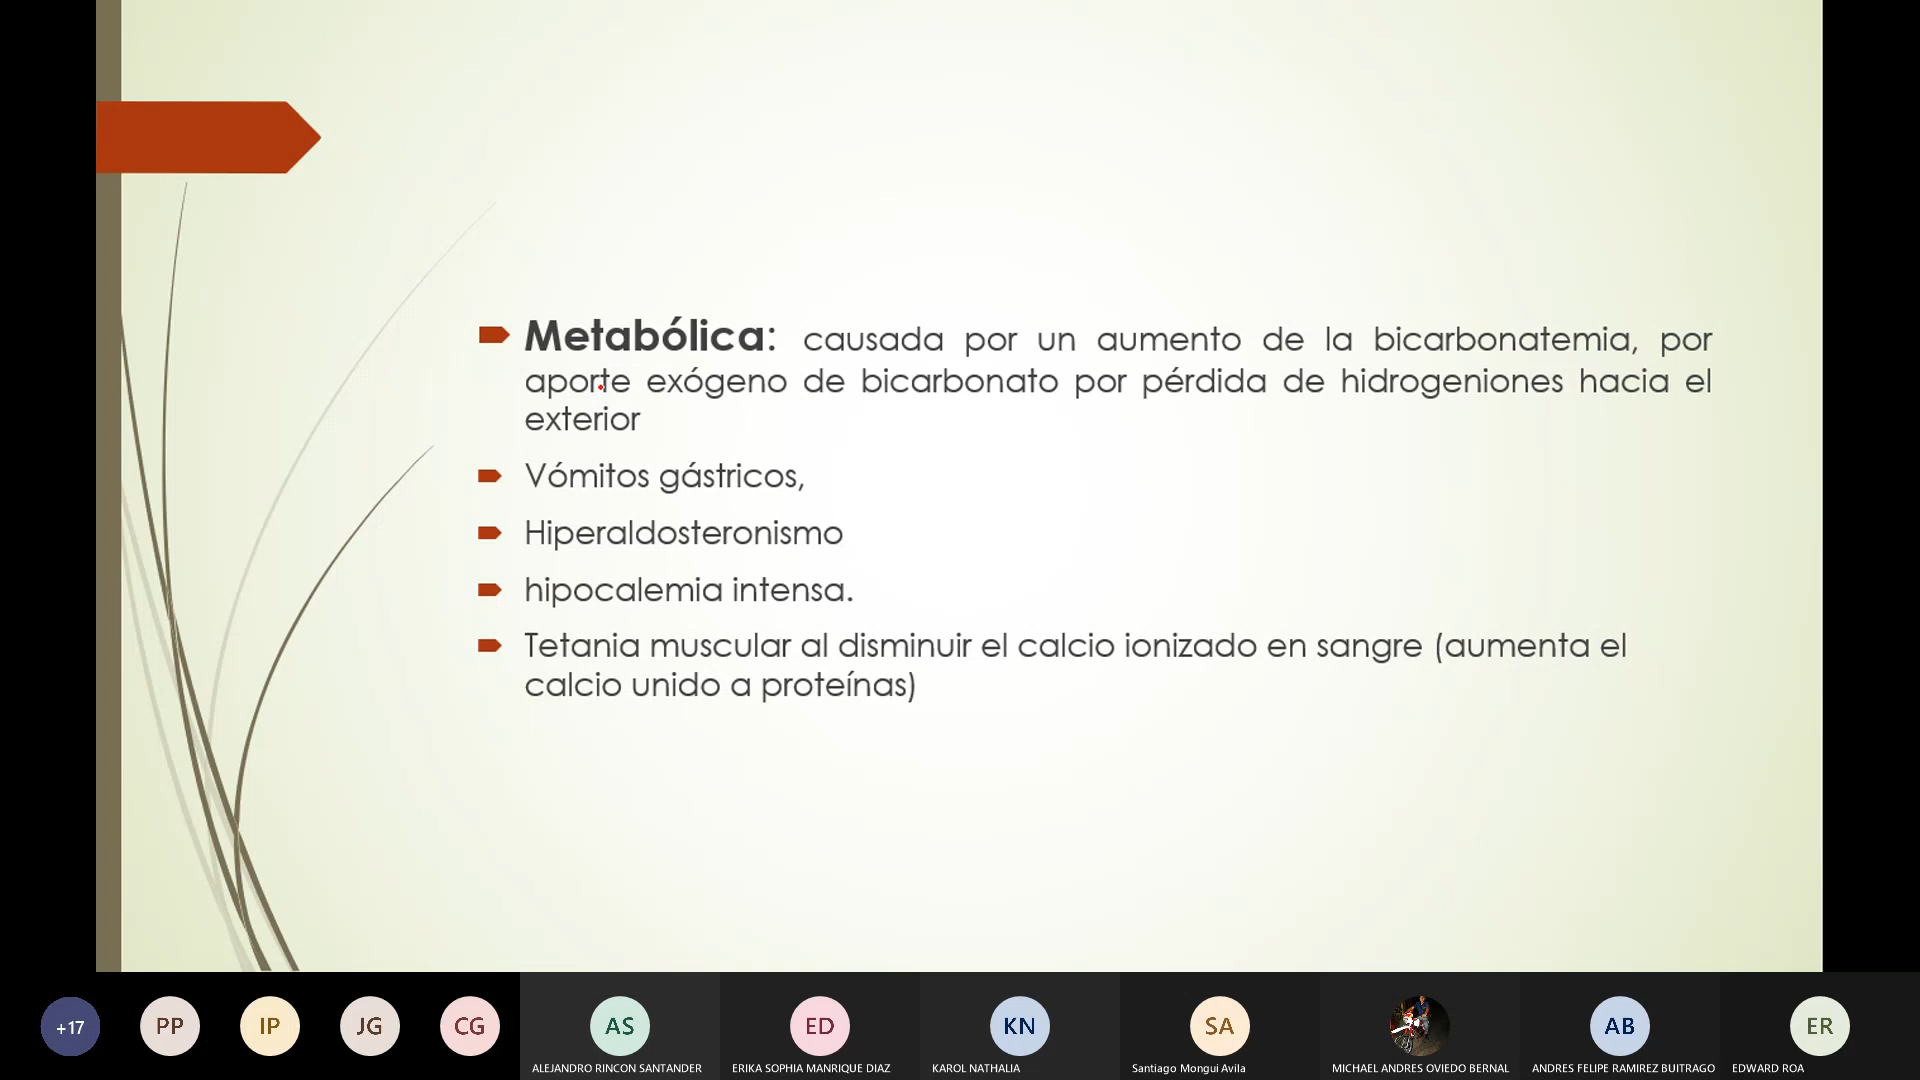 Metabólica: causada por un aumento de la bicarbonatemia, por
aporte exógeno de bicarbonato por pérdida de hidrogeniones hacia el
exterior
Vómitos gástricos,
Hiperaldosteronismo
hipocalemia intensa.
Tetania muscular al disminuir el calcio ionizado en sangre (aumenta el
calcio unido a proteínas)
+17
PP
IP
JG
CG
AS
ED
KN
SA
AB
ER
ALEJANDRO RINCON SANTANDER
ERIKA SOPHIA MANRIQUE DIAZ
KAROL NATHALIA
Santiago Mongui Avila
MICHAEL ANDRES OVIEDO BERNAL
ANDRES FELIPE RAMIREZ BUITRAGO
EDWARD ROA